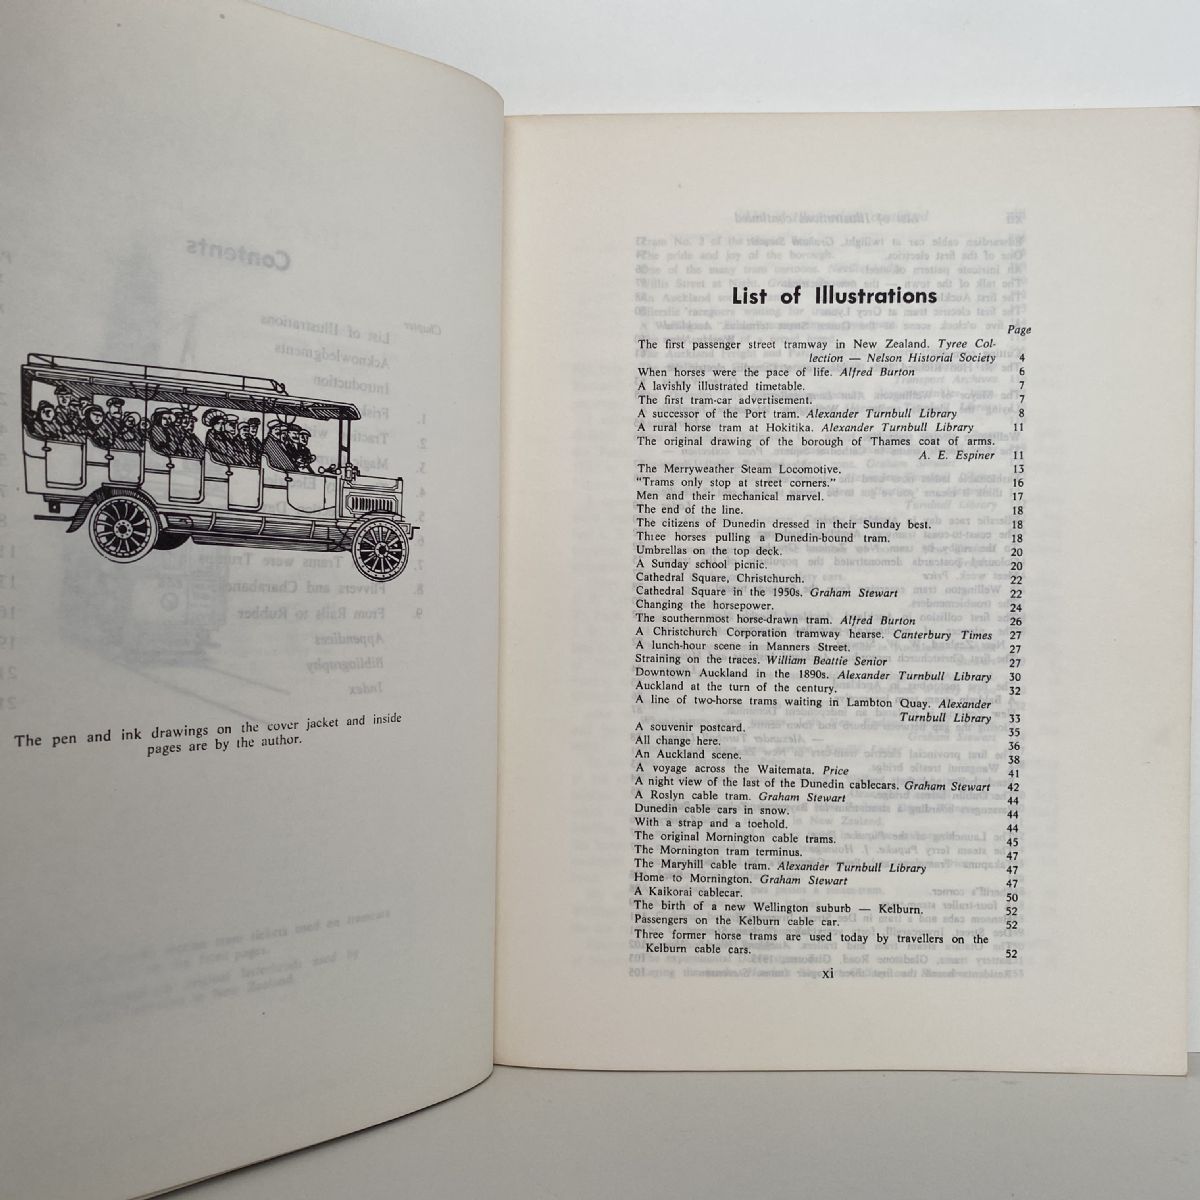 The pen and ink drawings on the cover jacket and inside
pages are by the author.
List of Illustrations
Page
The first passenger street tramway in New Zealand. Tyree Col-
lection — Nelson Historial Society 4
When horses were the pace of life. Alfred Burton 6
A lavishly illustrated timetable. 7
The first tram-car advertisement. 7
A successor of the Port tram. Alexander Turnbull Library 8
A rural horse tram at Hokitika. Alexander Turnbull Library 11
The original drawing of the borough of Thames coat of arms.
A. E. Espiner 11
The Merryweather Steam Locomotive. 13
"Trams only stop at street corners." 16
Men and their mechanical marvel. 17
The end of the line. 18
The citizens of Dunedin dressed in their Sunday best. 18
Three horses pulling a Dunedin-bound tram. 18
Umbrellas on the top deck. 20
A Sunday school picnic. 20
Cathedral Square, Christchurch. 22
Cathedral Square in the 1950s. Graham Stewart 22
Changing the horsepower. 24
The southernmost horse-drawn tram. Alfred Burton 26
A Christchurch Corporation tramway hearse. Canterbury Times 27
A lunch-hour scene in Manners Street. 27
Straining on the traces. William Beattie Senior 27
Downtown Auckland in the 1890s. Alexander Turnbull Library 30
Auckland at the turn of the century. 32
A line of two-horse trams waiting in Lambton Quay. Alexander
Turnbull Library 33
A souvenir postcard. 35
All change here. 36
An Auckland scene. 38
A voyage across the Waitemata. Price 41
A night view of the last of the Dunedin cablecars. Graham Stewart 42
A Roslyn cable tram. Graham Stewart 44
Dunedin cable cars in snow. 44
With a strap and a toehold. 44
The original Mornington cable trams. 45
The Mornington tram terminus. 47
The Maryhill cable tram. Alexander Turnbull Library 47
Home to Mornington. Graham Stewart 47
A Kaikorai cablecar. 50
The birth of a new Wellington suburb — Kelburn. 52
Passengers on the Kelburn cable car. 52
Three former horse trams are used today by travellers on the
Kelburn cable cars. 52
xi